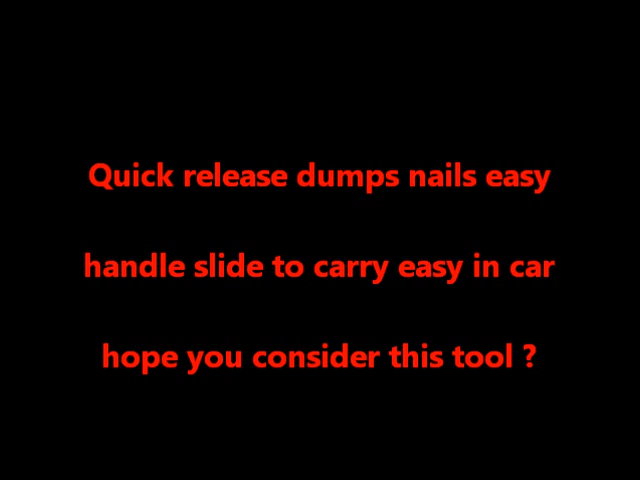 Quick release dumps nails easy
handle slide to carry easy in car
hope you consider this tool ?